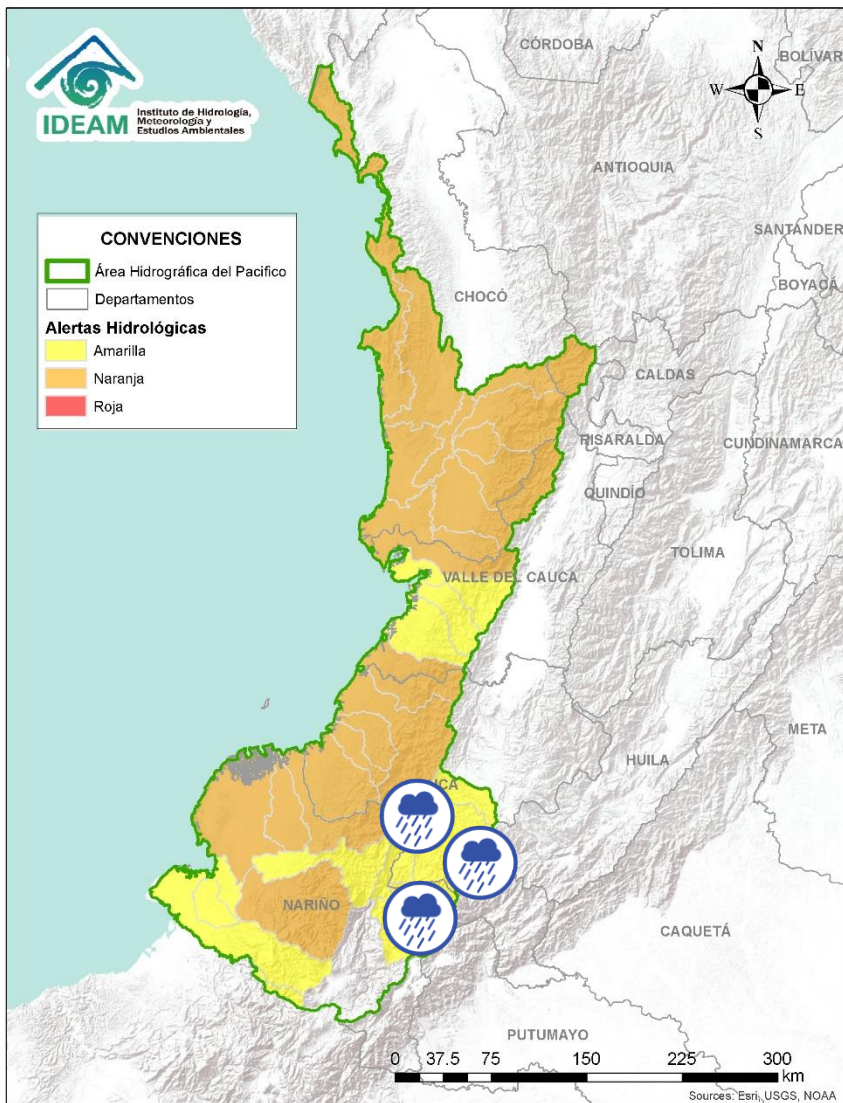 IDEAM
Instituto de Hidrología,
Meteorología y
Estudios Ambientales
CÓRDOBA
BOLÍVAR
N
W
E
S
ANTIOQUIA
SANTANDER
BOYACÁ
CONVENCIONES
Área Hidrográfica del Pacifico
Departamentos
Alertas Hidrológicas
Amarilla
Naranja
Roja
CHOCÓ
CALDAS
RISARALDA
CUNDINAMARCA
QUINDÍO
TOLIMA
VALLE DEL CAUCA
META
HUILA
NARIÑO
CAQUETÁ
PUTUMAYO
0 37.5 75 150 225 300
km
Sources: Esri, USGS, NOAA